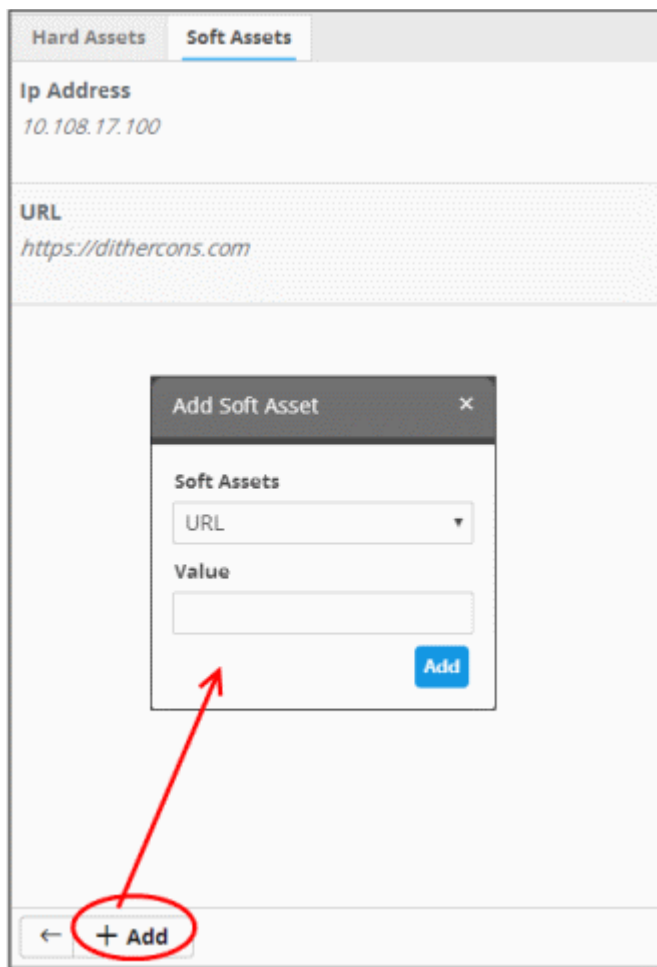 Hard Assets Soft Assets
Ip Address
10.108.17.100
URL
https://dithercons.com
Add Soft Asset ×
Soft Assets
URL
Value
Add
← + Add